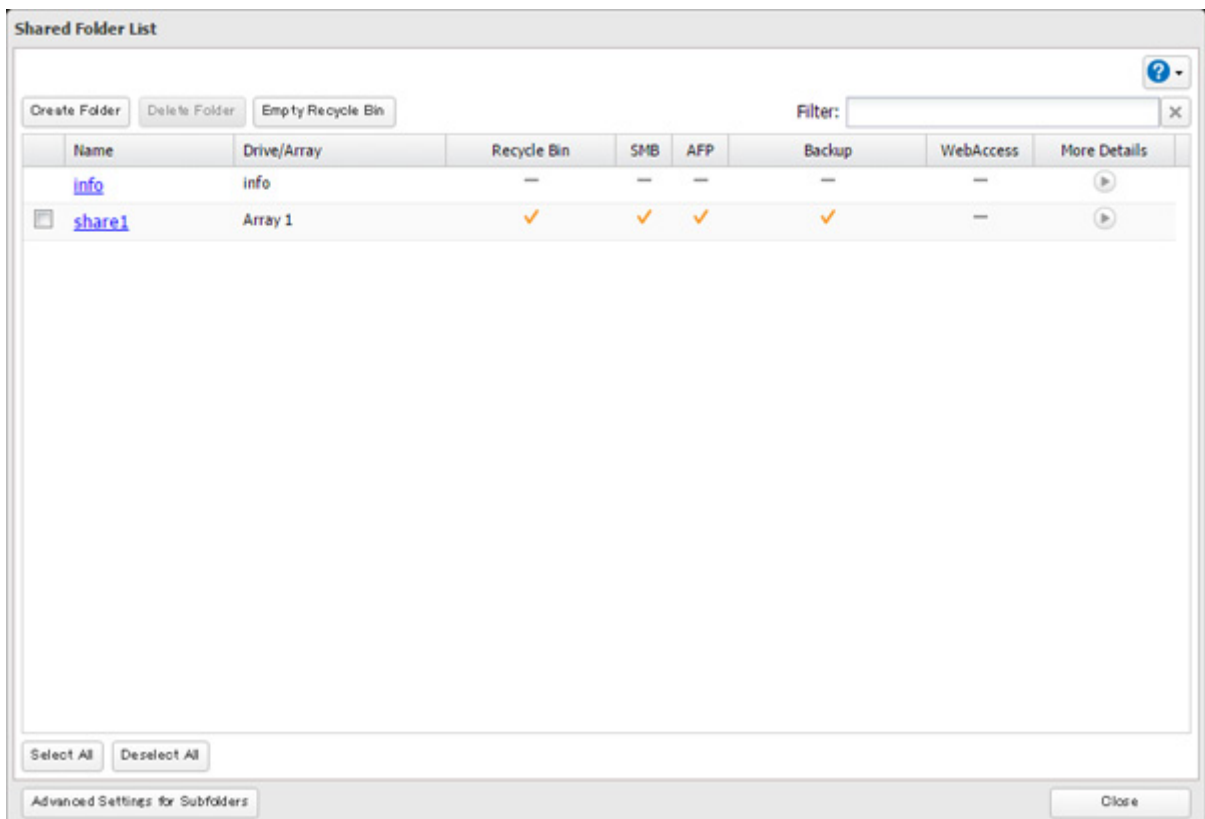 Shared Folder List
?
Create Folder Delete Folder Empty Recycle Bin Filter:
Name Drive/Array Recycle Bin SMB AFP Backup WebAccess More Details
info info — — — — —
share1 Array 1 ✓ ✓ ✓ ✓ —
Select All Deselect All
Advanced Settings for Subfolders Close